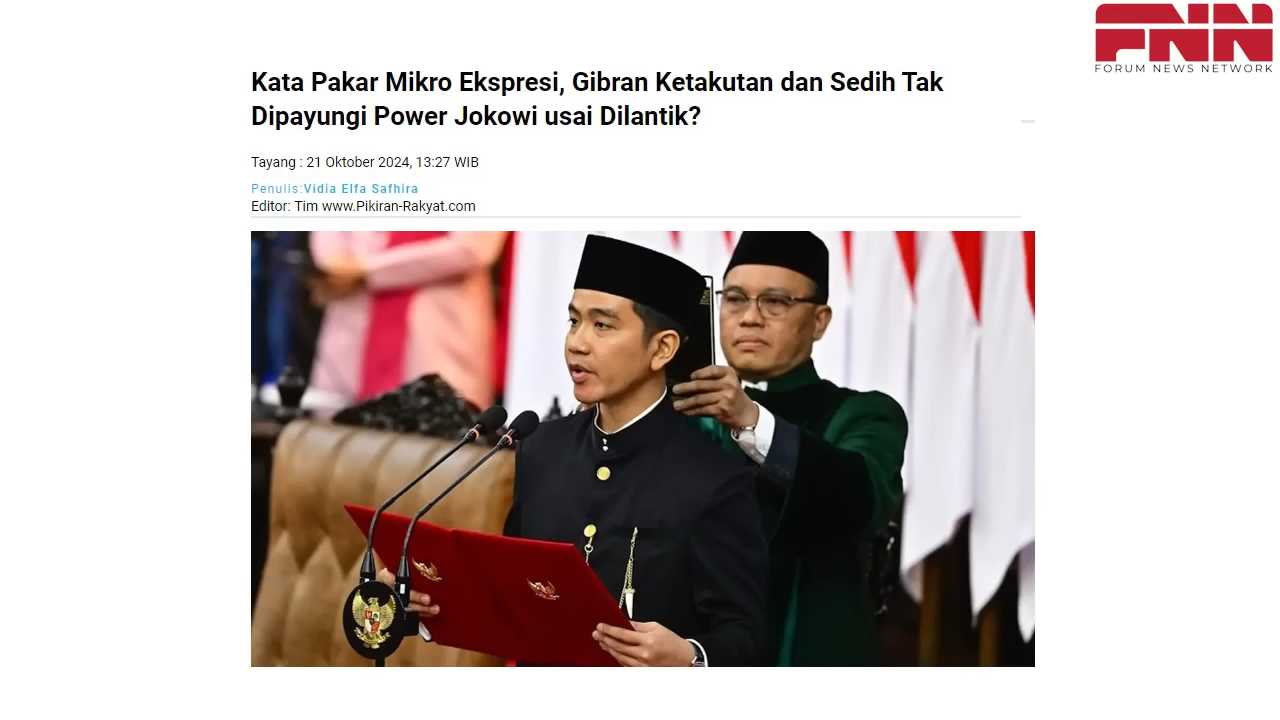 FNN
FORUM NEWS NETWORK
Kata Pakar Mikro Ekspresi, Gibran Ketakutan dan Sedih Tak
Dipayungi Power Jokowi usai Dilantik?
Tayang : 21 Oktober 2024, 13:27 WIB
Penulis:Vidia Elfa Safhira
Editor: Tim www.Pikiran-Rakyat.com